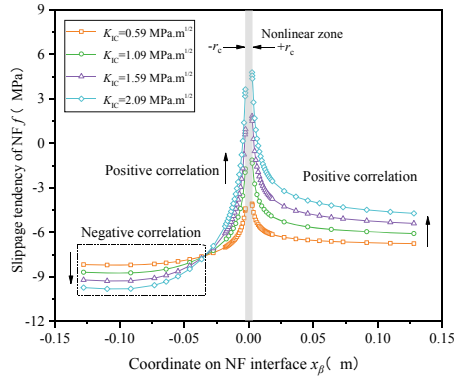 Slippage tendency of NF f( MPa)
9
6
3
0
-3
-6
-9
-12
K_IC=0.59 MPa.m^1/2
K_IC=1.09 MPa.m^1/2
K_IC=1.59 MPa.m^1/2
K_IC=2.09 MPa.m^1/2
Nonlinear zone
-r_c
+r_c
Positive correlation
Positive correlation
Negative correlation
-0.15 -0.10 -0.05 0.00 0.05 0.10 0.15
Coordinate on NF interface x_β( m)